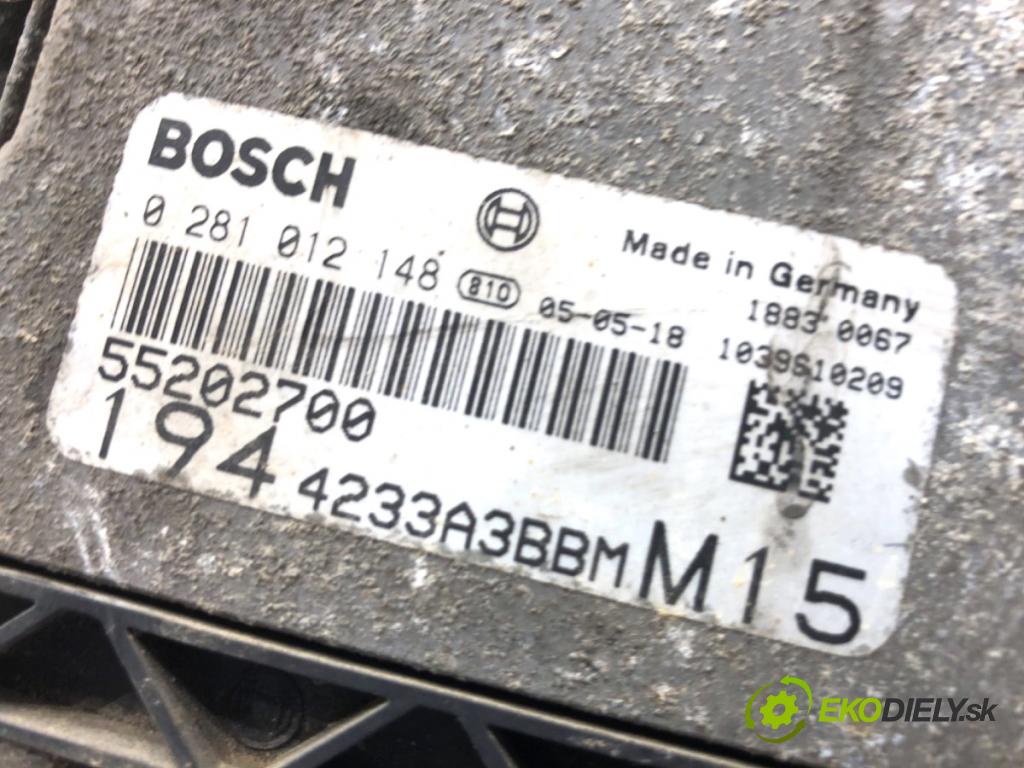 BOSCH
Made in Germany
0 281 012 148 810 05-05-18
1883 0067
1039S10209
55202700
194 4233A3BBM M15
EKODIELY.sk